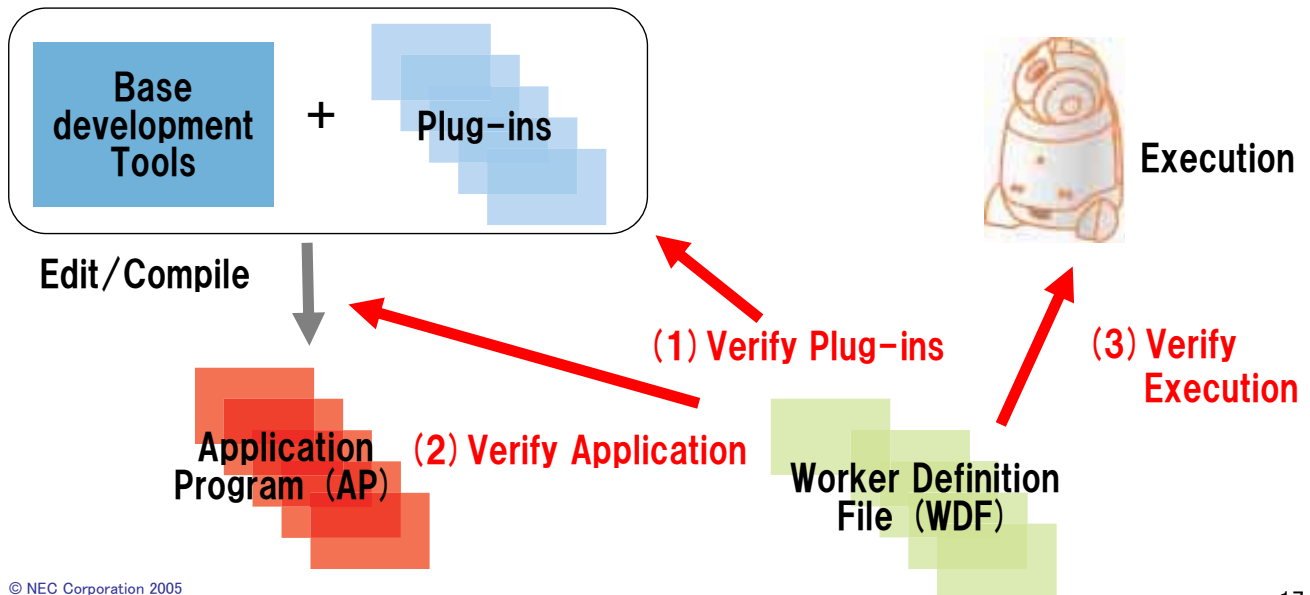 Base
development
Tools
+
Plug-ins
Execution
Edit/Compile
(1) Verify Plug-ins
(3) Verify
Execution
Application
Program (AP)
(2) Verify Application
Worker Definition
File (WDF)
© NEC Corporation 2005
17